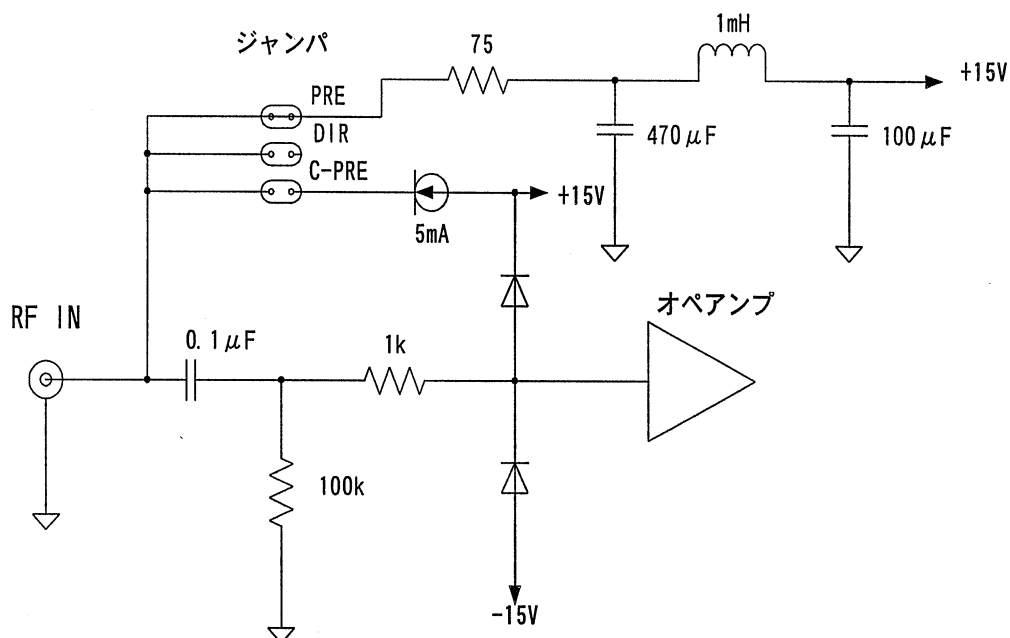 1mH
ジャンパ
75
+15V
PRE
DIR
470μF
100μF
C-PRE
+15V
5mA
オペアンプ
RF IN
0.1μF
1k
100k
-15V